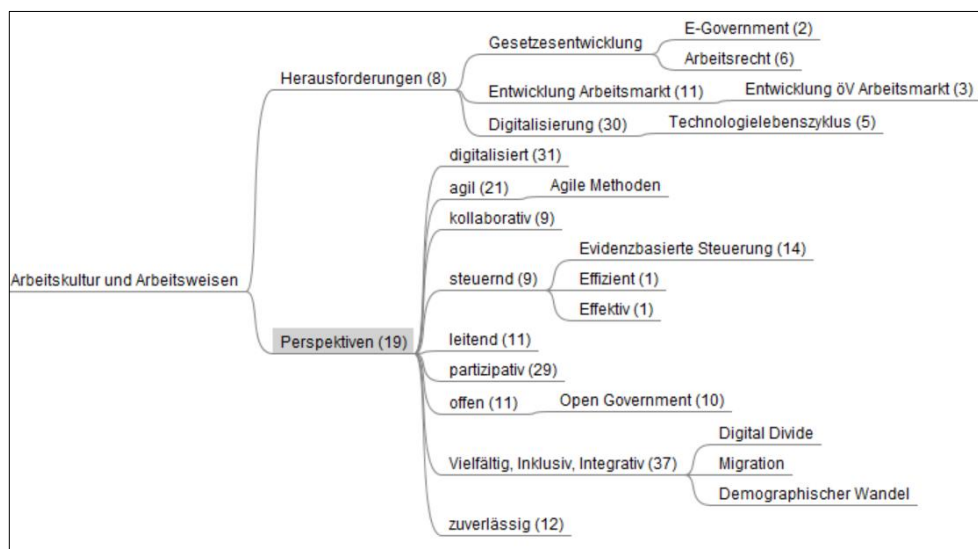 Arbeitskultur und Arbeitsweisen
Herausforderungen (8)
Gesetzesentwicklung
E-Government (2)
Arbeitsrecht (6)
Entwicklung Arbeitsmarkt (11)
Entwicklung öV Arbeitsmarkt (3)
Digitalisierung (30)
Technologielebenszyklus (5)
Perspektiven (19)
digitalisiert (31)
agil (21)
Agile Methoden
kollaborativ (9)
steuernd (9)
Evidenzbasierte Steuerung (14)
Effizient (1)
Effektiv (1)
leitend (11)
partizipativ (29)
offen (11)
Open Government (10)
Vielfältig, Inklusiv, Integrativ (37)
Digital Divide
Migration
Demographischer Wandel
zuverlässig (12)